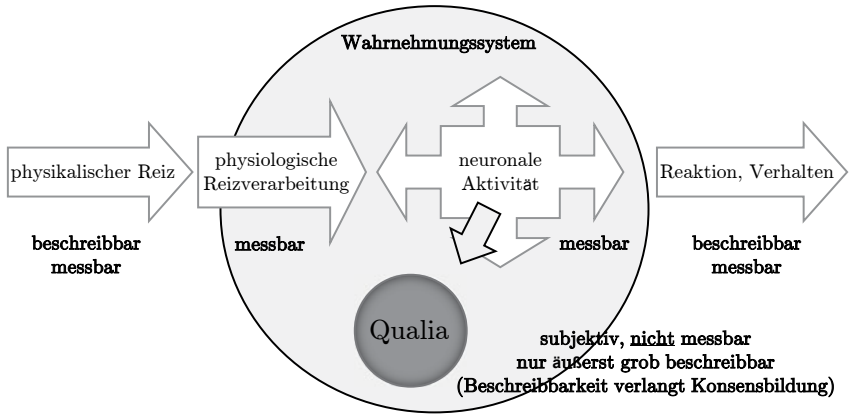 Wahrnehmungssystem
physikalischer Reiz
physiologische
Reizverarbeitung
neuronale
Aktivität
Reaktion, Verhalten
beschreibbar
messbar
messbar
messbar
beschreibbar
messbar
Qualia
subjektiv, nicht messbar
nur äußerst grob beschreibbar
(Beschreibbarkeit verlangt Konsensbildung)